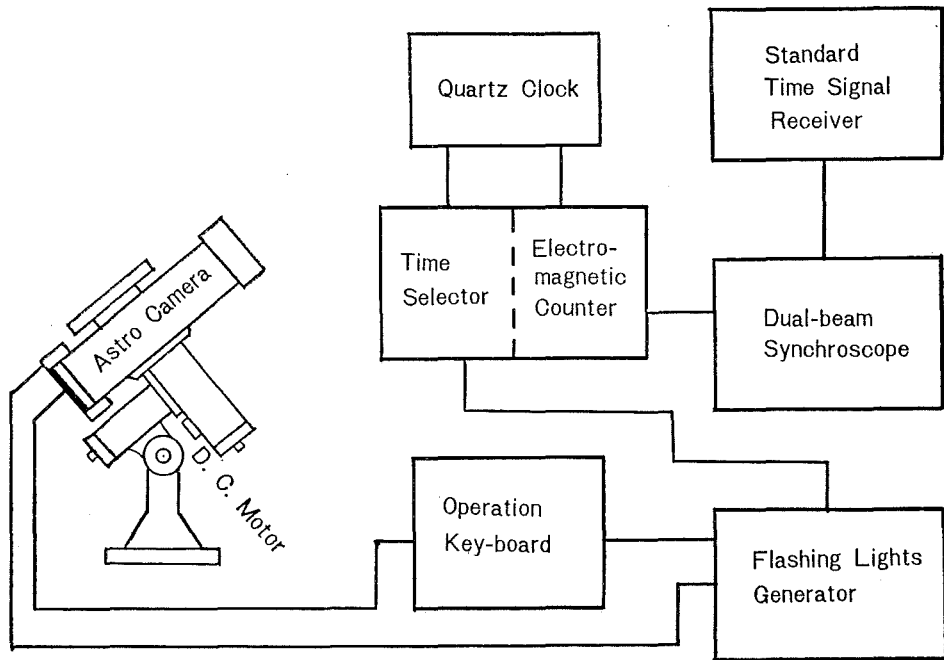 Quartz Clock
Standard
Time Signal
Receiver
Time
Selector
Electro-
magnetic
Counter
Dual-beam
Synchroscope
Astro Camera
D. C. Motor
Operation
Key-board
Flashing Lights
Generator